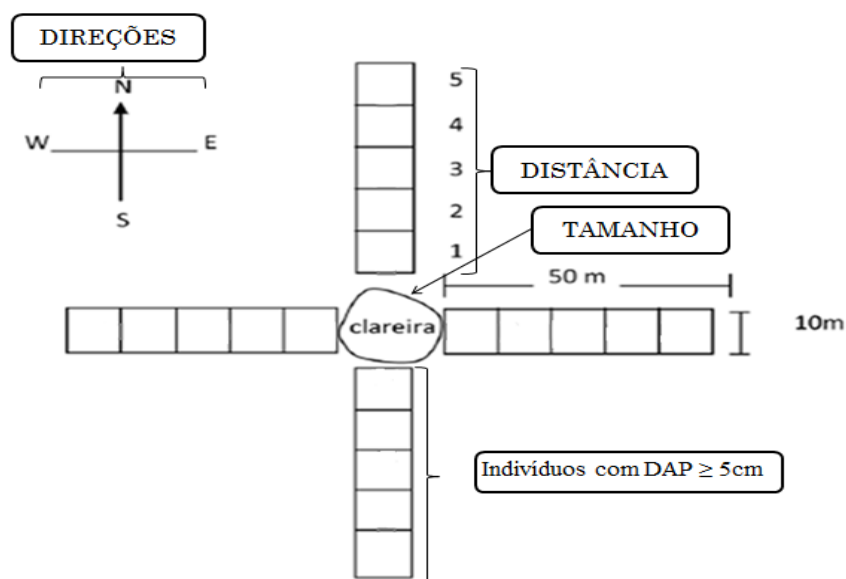 DIREÇÕES
N
W
E
S
5
4
3
2
1
DISTÂNCIA
TAMANHO
50 m
clareira
10m
Indivíduos com DAP ≥ 5cm